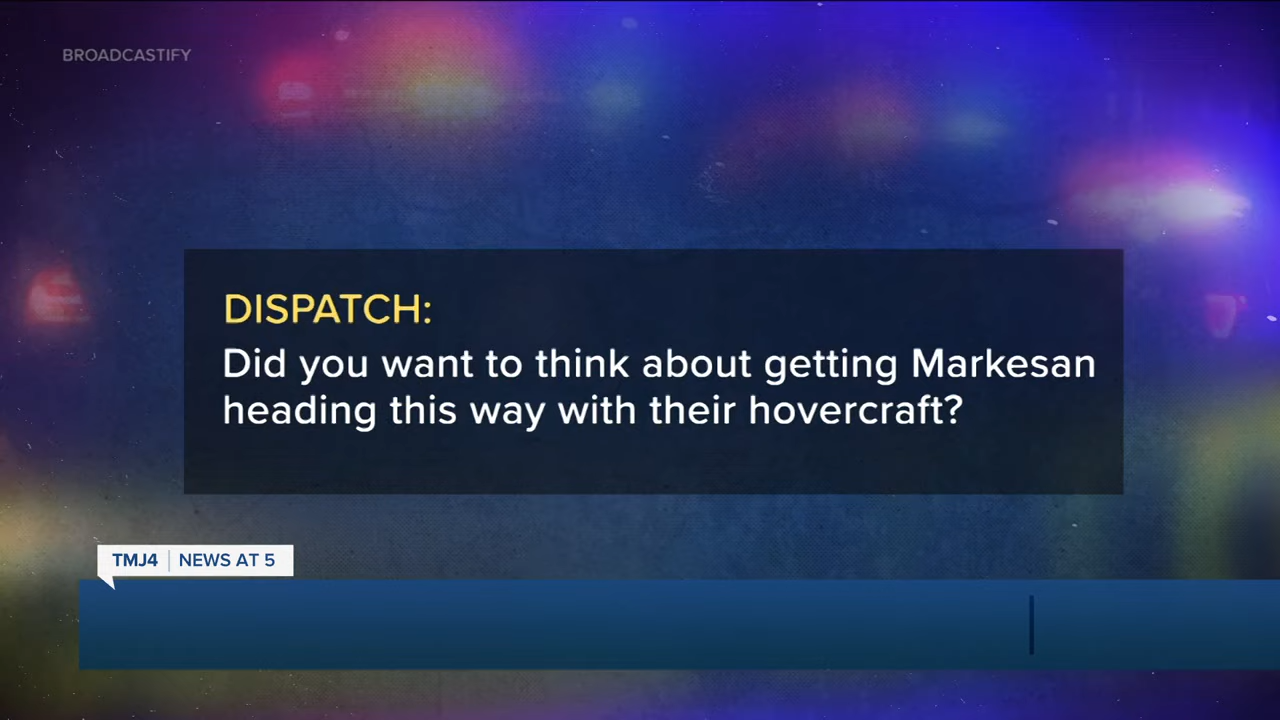 BROADCASTIFY
DISPATCH:
Did you want to think about getting Markesan
heading this way with their hovercraft?
TMJ4 | NEWS AT 5